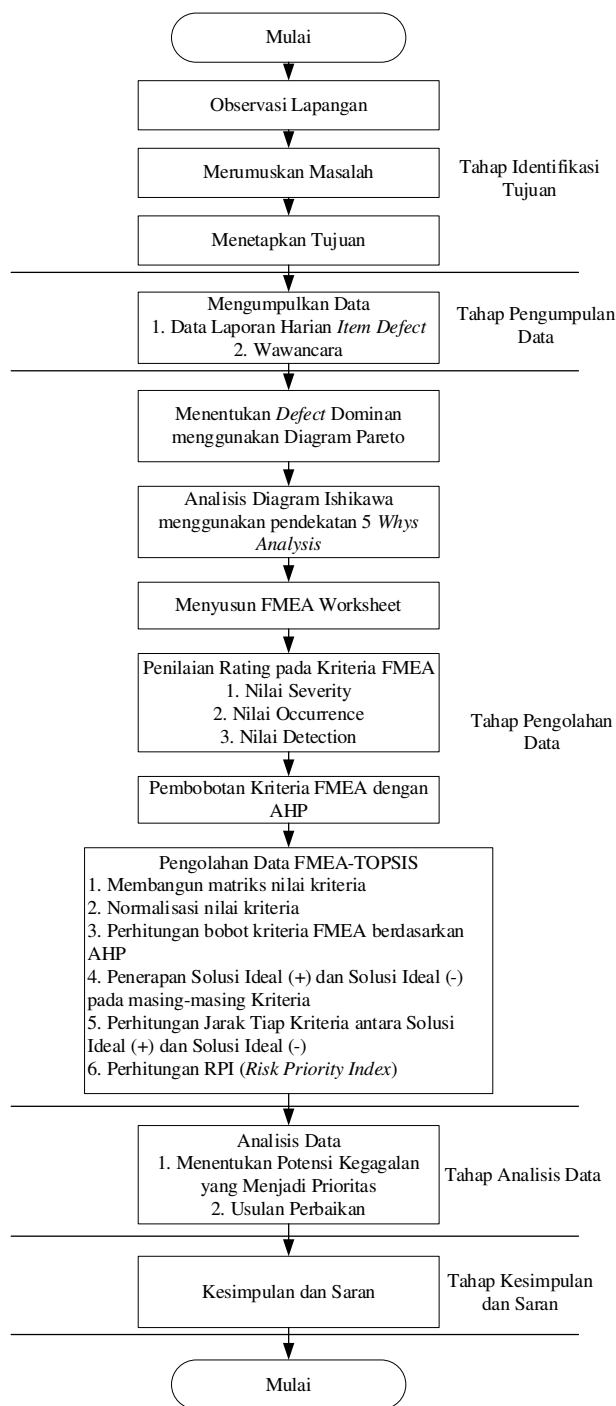 Mulai
Observasi Lapangan
Merumuskan Masalah
Tahap Identifikasi
Tujuan
Menetapkan Tujuan
Mengumpulkan Data
1. Data Laporan Harian Item Defect
2. Wawancara
Tahap Pengumpulan
Data
Menentukan Defect Dominan
menggunakan Diagram Pareto
Analisis Diagram Ishikawa
menggunakan pendekatan 5 Whys
Analysis
Menyusun FMEA Worksheet
Penilaian Rating pada Kriteria FMEA
1. Nilai Severity
2. Nilai Occurrence
3. Nilai Detection
Tahap Pengolahan
Data
Pembobotan Kriteria FMEA dengan
AHP
Pengolahan Data FMEA-TOPSIS
1. Membangun matriks nilai kriteria
2. Normalisasi nilai kriteria
3. Perhitungan bobot kriteria FMEA berdasarkan
AHP
4. Penerapan Solusi Ideal (+) dan Solusi Ideal (-)
pada masing-masing Kriteria
5. Perhitungan Jarak Tiap Kriteria antara Solusi
Ideal (+) dan Solusi Ideal (-)
6. Perhitungan RPI (Risk Priority Index)
Analisis Data
1. Menentukan Potensi Kegagalan
yang Menjadi Prioritas
2. Usulan Perbaikan
Tahap Analisis Data
Kesimpulan dan Saran
Tahap Kesimpulan
dan Saran
Mulai